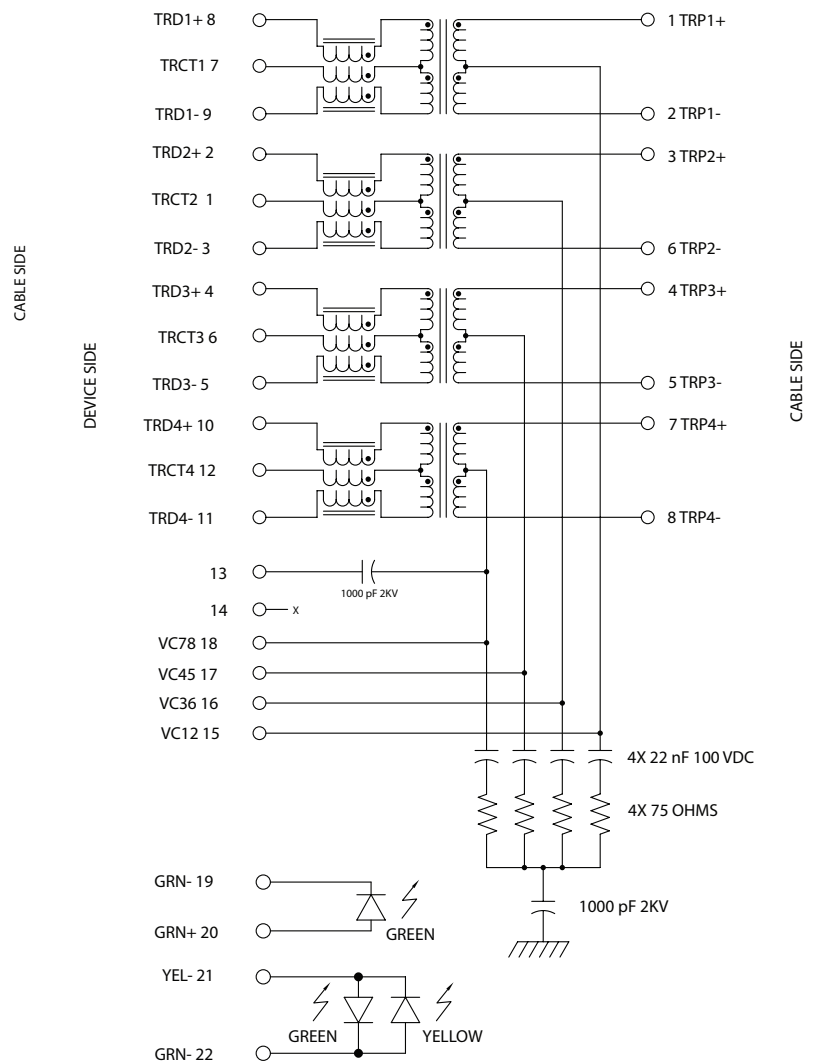 TRD1+ 8
1 TRP1+
TRCT1 7
TRD1- 9
2 TRP1-
TRD2+ 2
3 TRP2+
TRCT2 1
TRD2- 3
6 TRP2-
CABLE SIDE
TRD3+ 4
4 TRP3+
TRCT3 6
DEVICE SIDE
CABLE SIDE
TRD3- 5
5 TRP3-
TRD4+ 10
7 TRP4+
TRCT4 12
TRD4- 11
8 TRP4-
13
1000 pF 2KV
14
X
VC78 18
VC45 17
VC36 16
VC12 15
4X 22 nF 100 VDC
4X 75 OHMS
GRN- 19
1000 pF 2KV
GRN+ 20
GREEN
YEL- 21
GREEN
YELLOW
GRN- 22